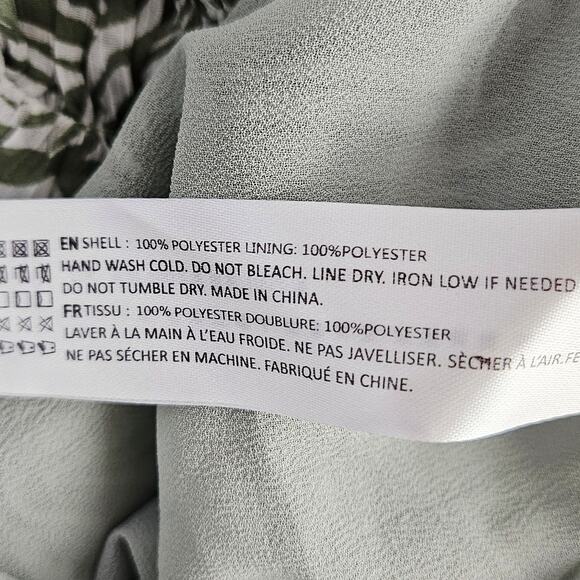 EN SHELL : 100% POLYESTER LINING: 100%POLYESTER
HAND WASH COLD. DO NOT BLEACH. LINE DRY. IRON LOW IF NEEDED
DO NOT TUMBLE DRY. MADE IN CHINA.
FR TISSU : 100% POLYESTER DOUBLURE: 100%POLYESTER
LAVER À LA MAIN À L'EAU FROIDE. NE PAS JAVELLISER. SÈCHER À L'AIR.
NE PAS SÉCHER EN MACHINE. FABRIQUÉ EN CHINE.